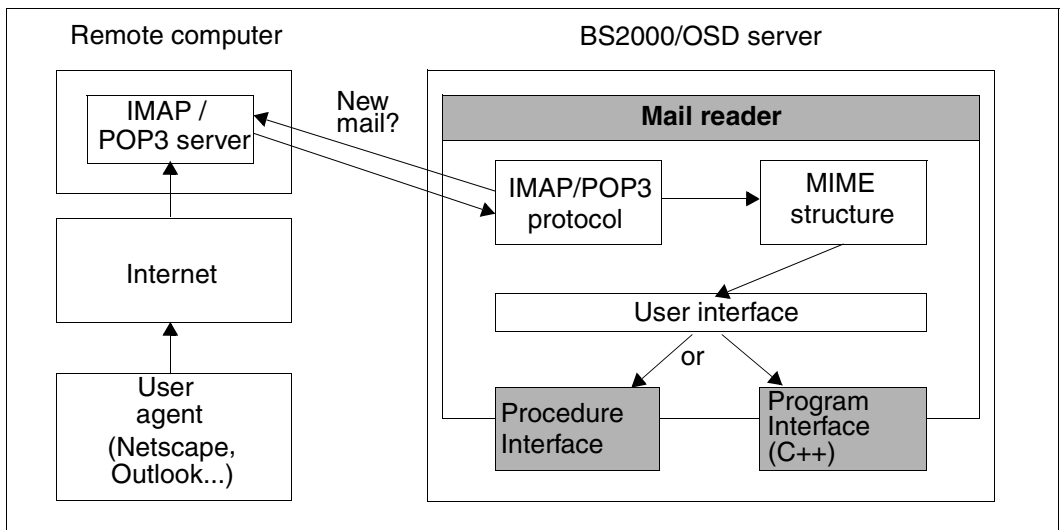 Remote computer
BS2000/OSD server
IMAP /
POP3 server
New
mail?
Mail reader
IMAP/POP3
protocol
MIME
structure
Internet
User interface
or
User
agent
(Netscape,
Outlook...)
Procedure
Interface
Program
Interface
(C++)